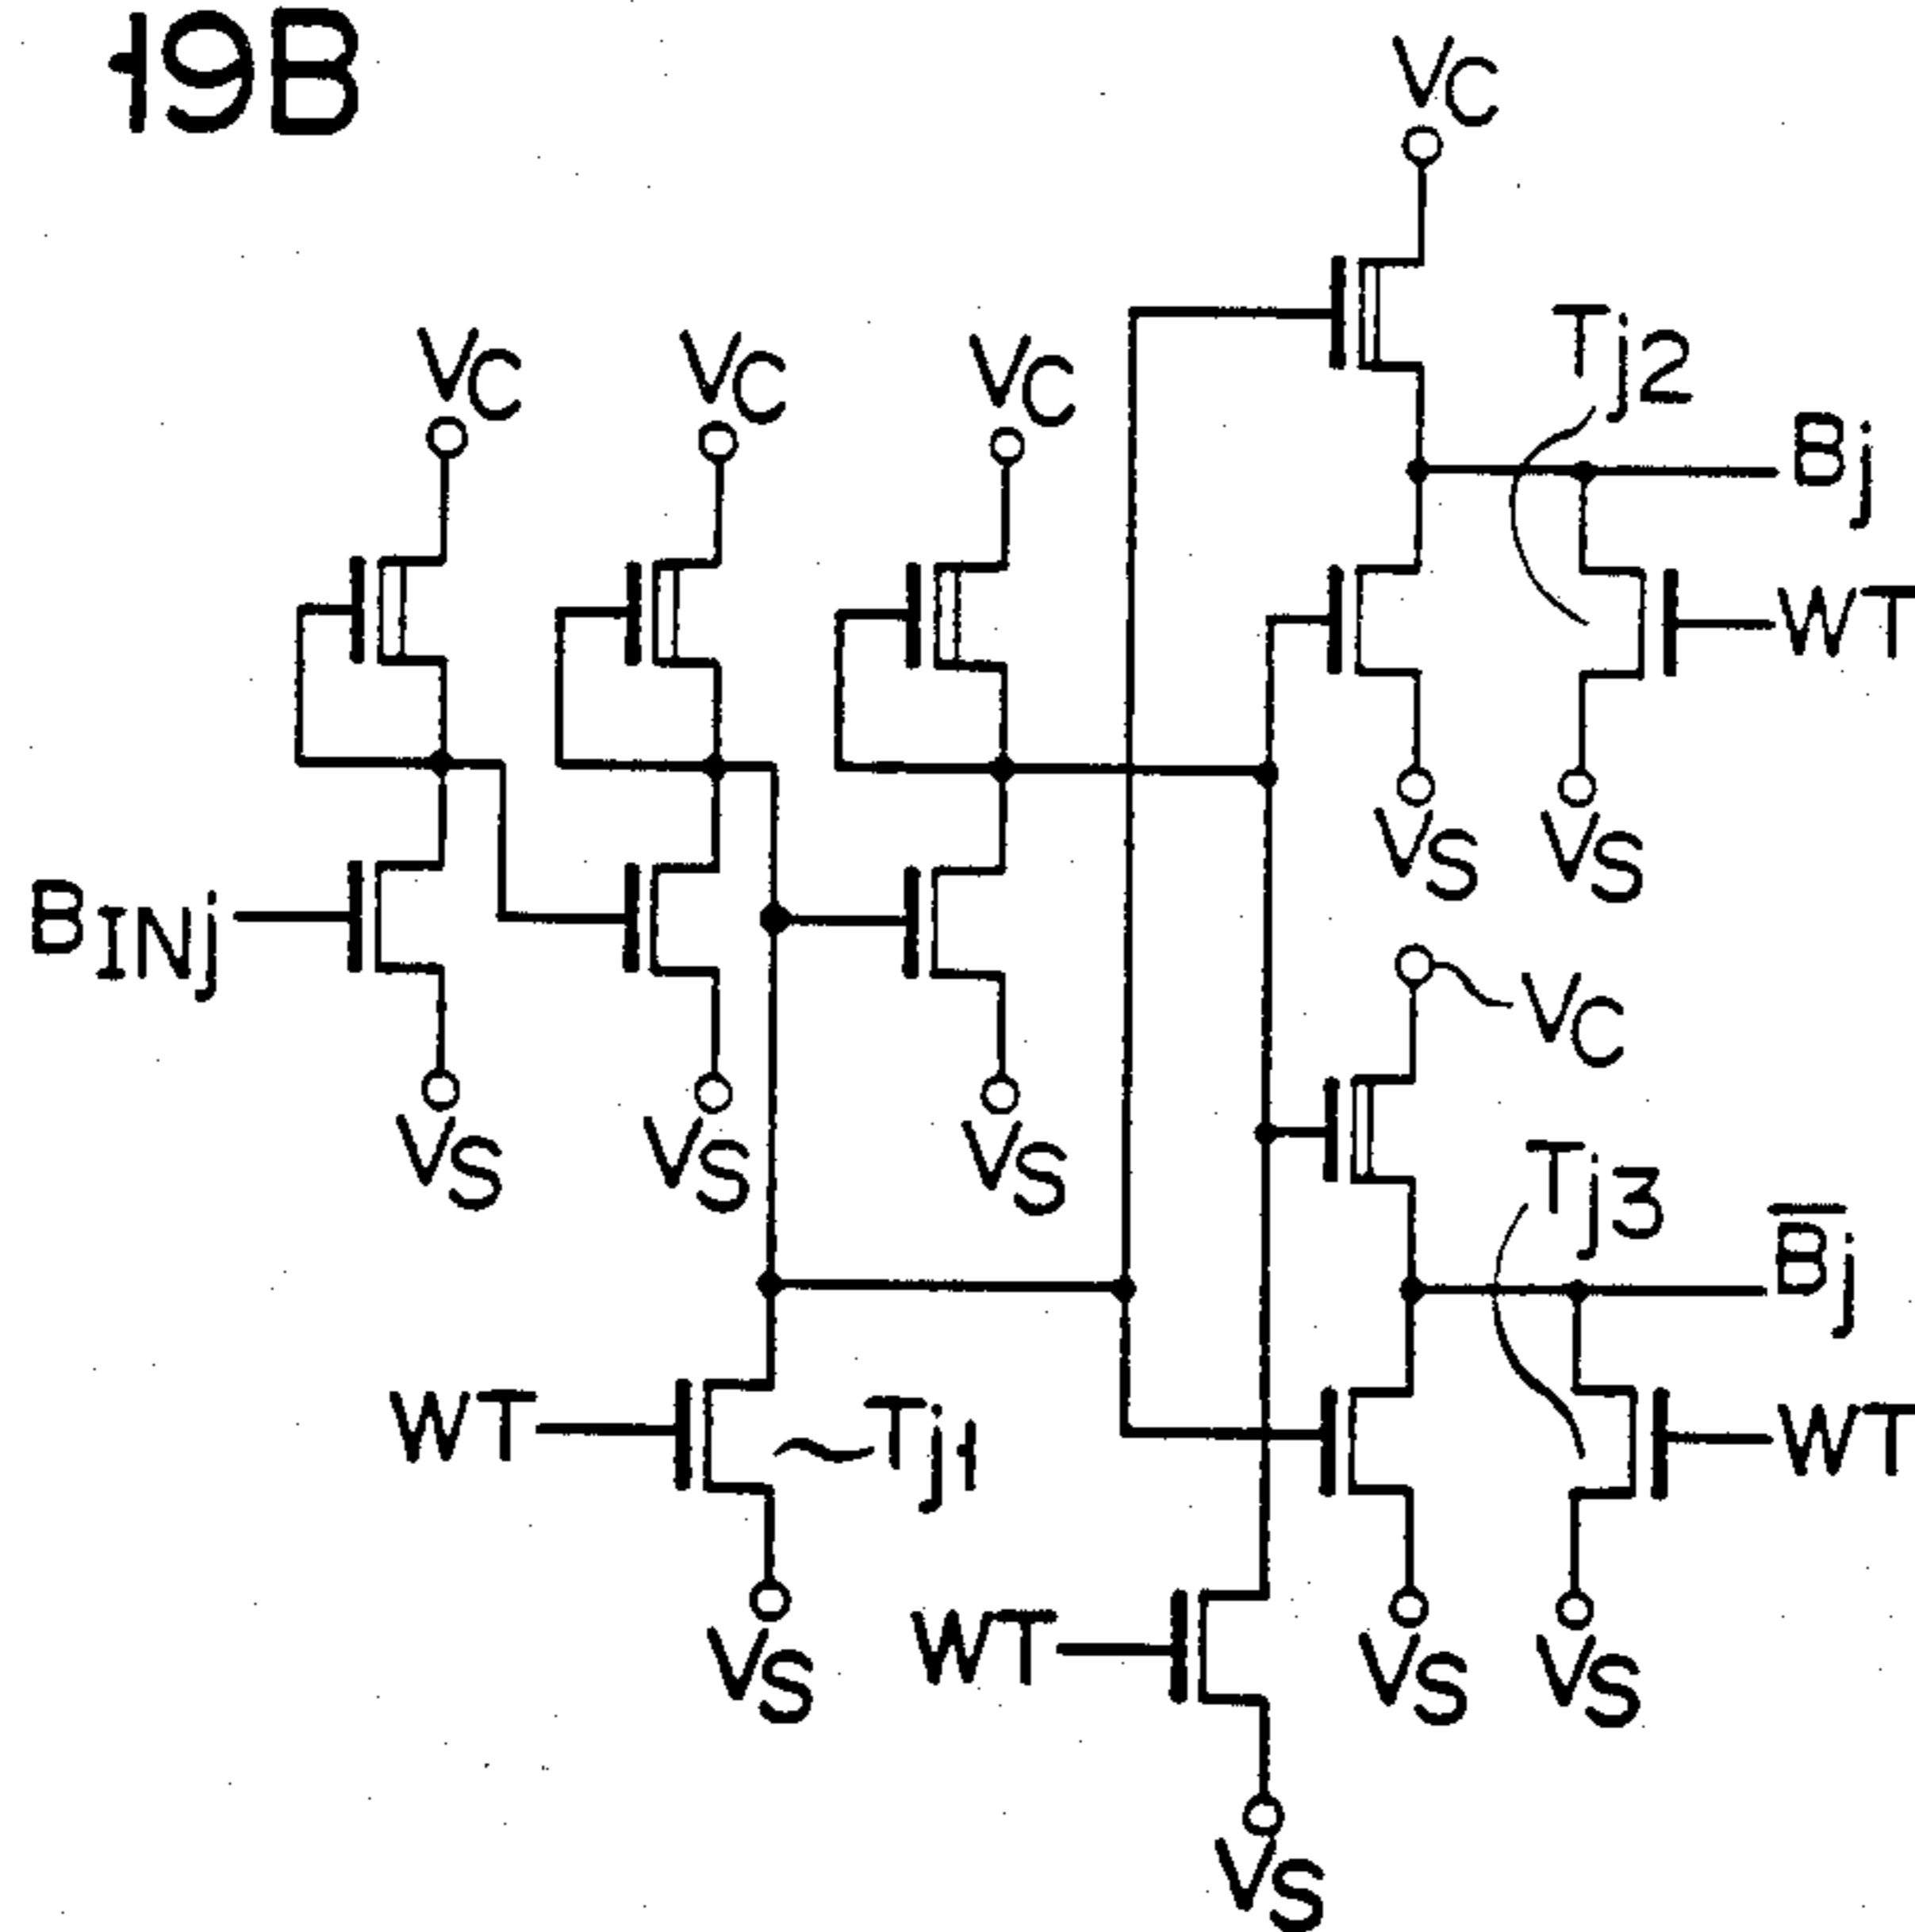 19B
VC
Tj2
VC VC VC
Bj
WT
VS VS
BINj
VC
VS VS VS
Tj3
B̅j̅
WT Tj1 WT
WT
VS VS VS
VS